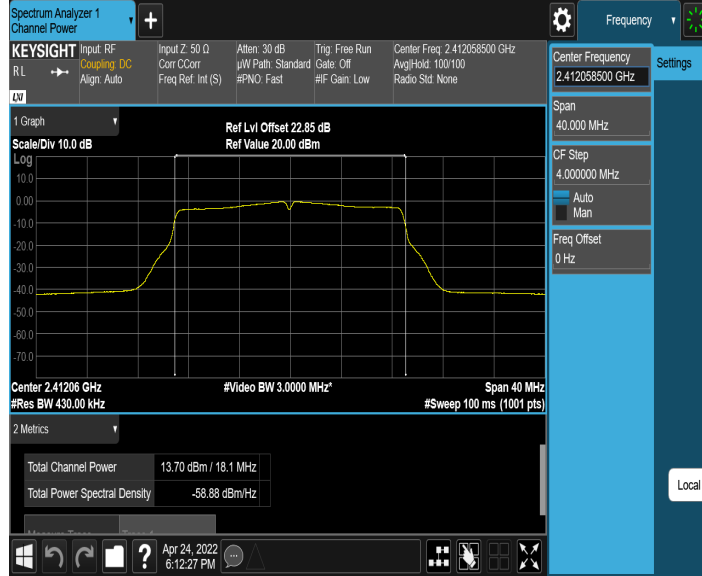 Spectrum Analyzer 1
Channel Power
Frequency
KEYSIGHT
R L
LXI
Input: RF
Coupling: DC
Align: Auto
Input Z: 50 Ω
Corr CCorr
Freq Ref: Int (S)
Atten: 30 dB
µW Path: Standard
#PNO: Fast
Trig: Free Run
Gate: Off
#IF Gain: Low
Center Freq: 2.412058500 GHz
Avg|Hold: 100/100
Radio Std: None
Center Frequency
2.412058500 GHz
Settings
Span
40.000 MHz
CF Step
4.000000 MHz
Auto
Man
Freq Offset
0 Hz
1 Graph
Scale/Div 10.0 dB
Ref Lvl Offset 22.85 dB
Ref Value 20.00 dBm
Log
10.0
0.00
-10.0
-20.0
-30.0
-40.0
-50.0
-60.0
-70.0
Center 2.41206 GHz
#Video BW 3.0000 MHz*
Span 40 MHz
#Res BW 430.00 kHz
#Sweep 100 ms (1001 pts)
2 Metrics
Total Channel Power 13.70 dBm / 18.1 MHz
Total Power Spectral Density -58.88 dBm/Hz
Local
?
Apr 24, 2022
6:12:27 PM